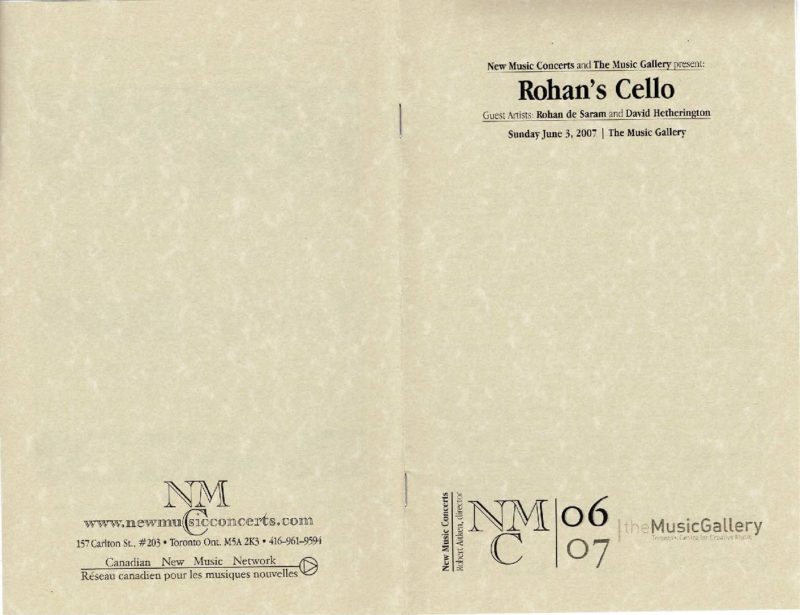 New Music Concerts and The Music Gallery present:
Rohan's Cello
Guest Artists: Rohan de Saram and David Hetherington
Sunday June 3, 2007 | The Music Gallery
NMC
www.newmusicconcerts.com
157 Carlton St., #203 • Toronto Ont. M5A 2K3 • 416-961-9594
Canadian New Music Network
Réseau canadien pour les musiques nouvelles
New Music Concerts
Robert Aitken, director
NMC
06
07
theMusicGallery
Toronto's Centre for Creative Music